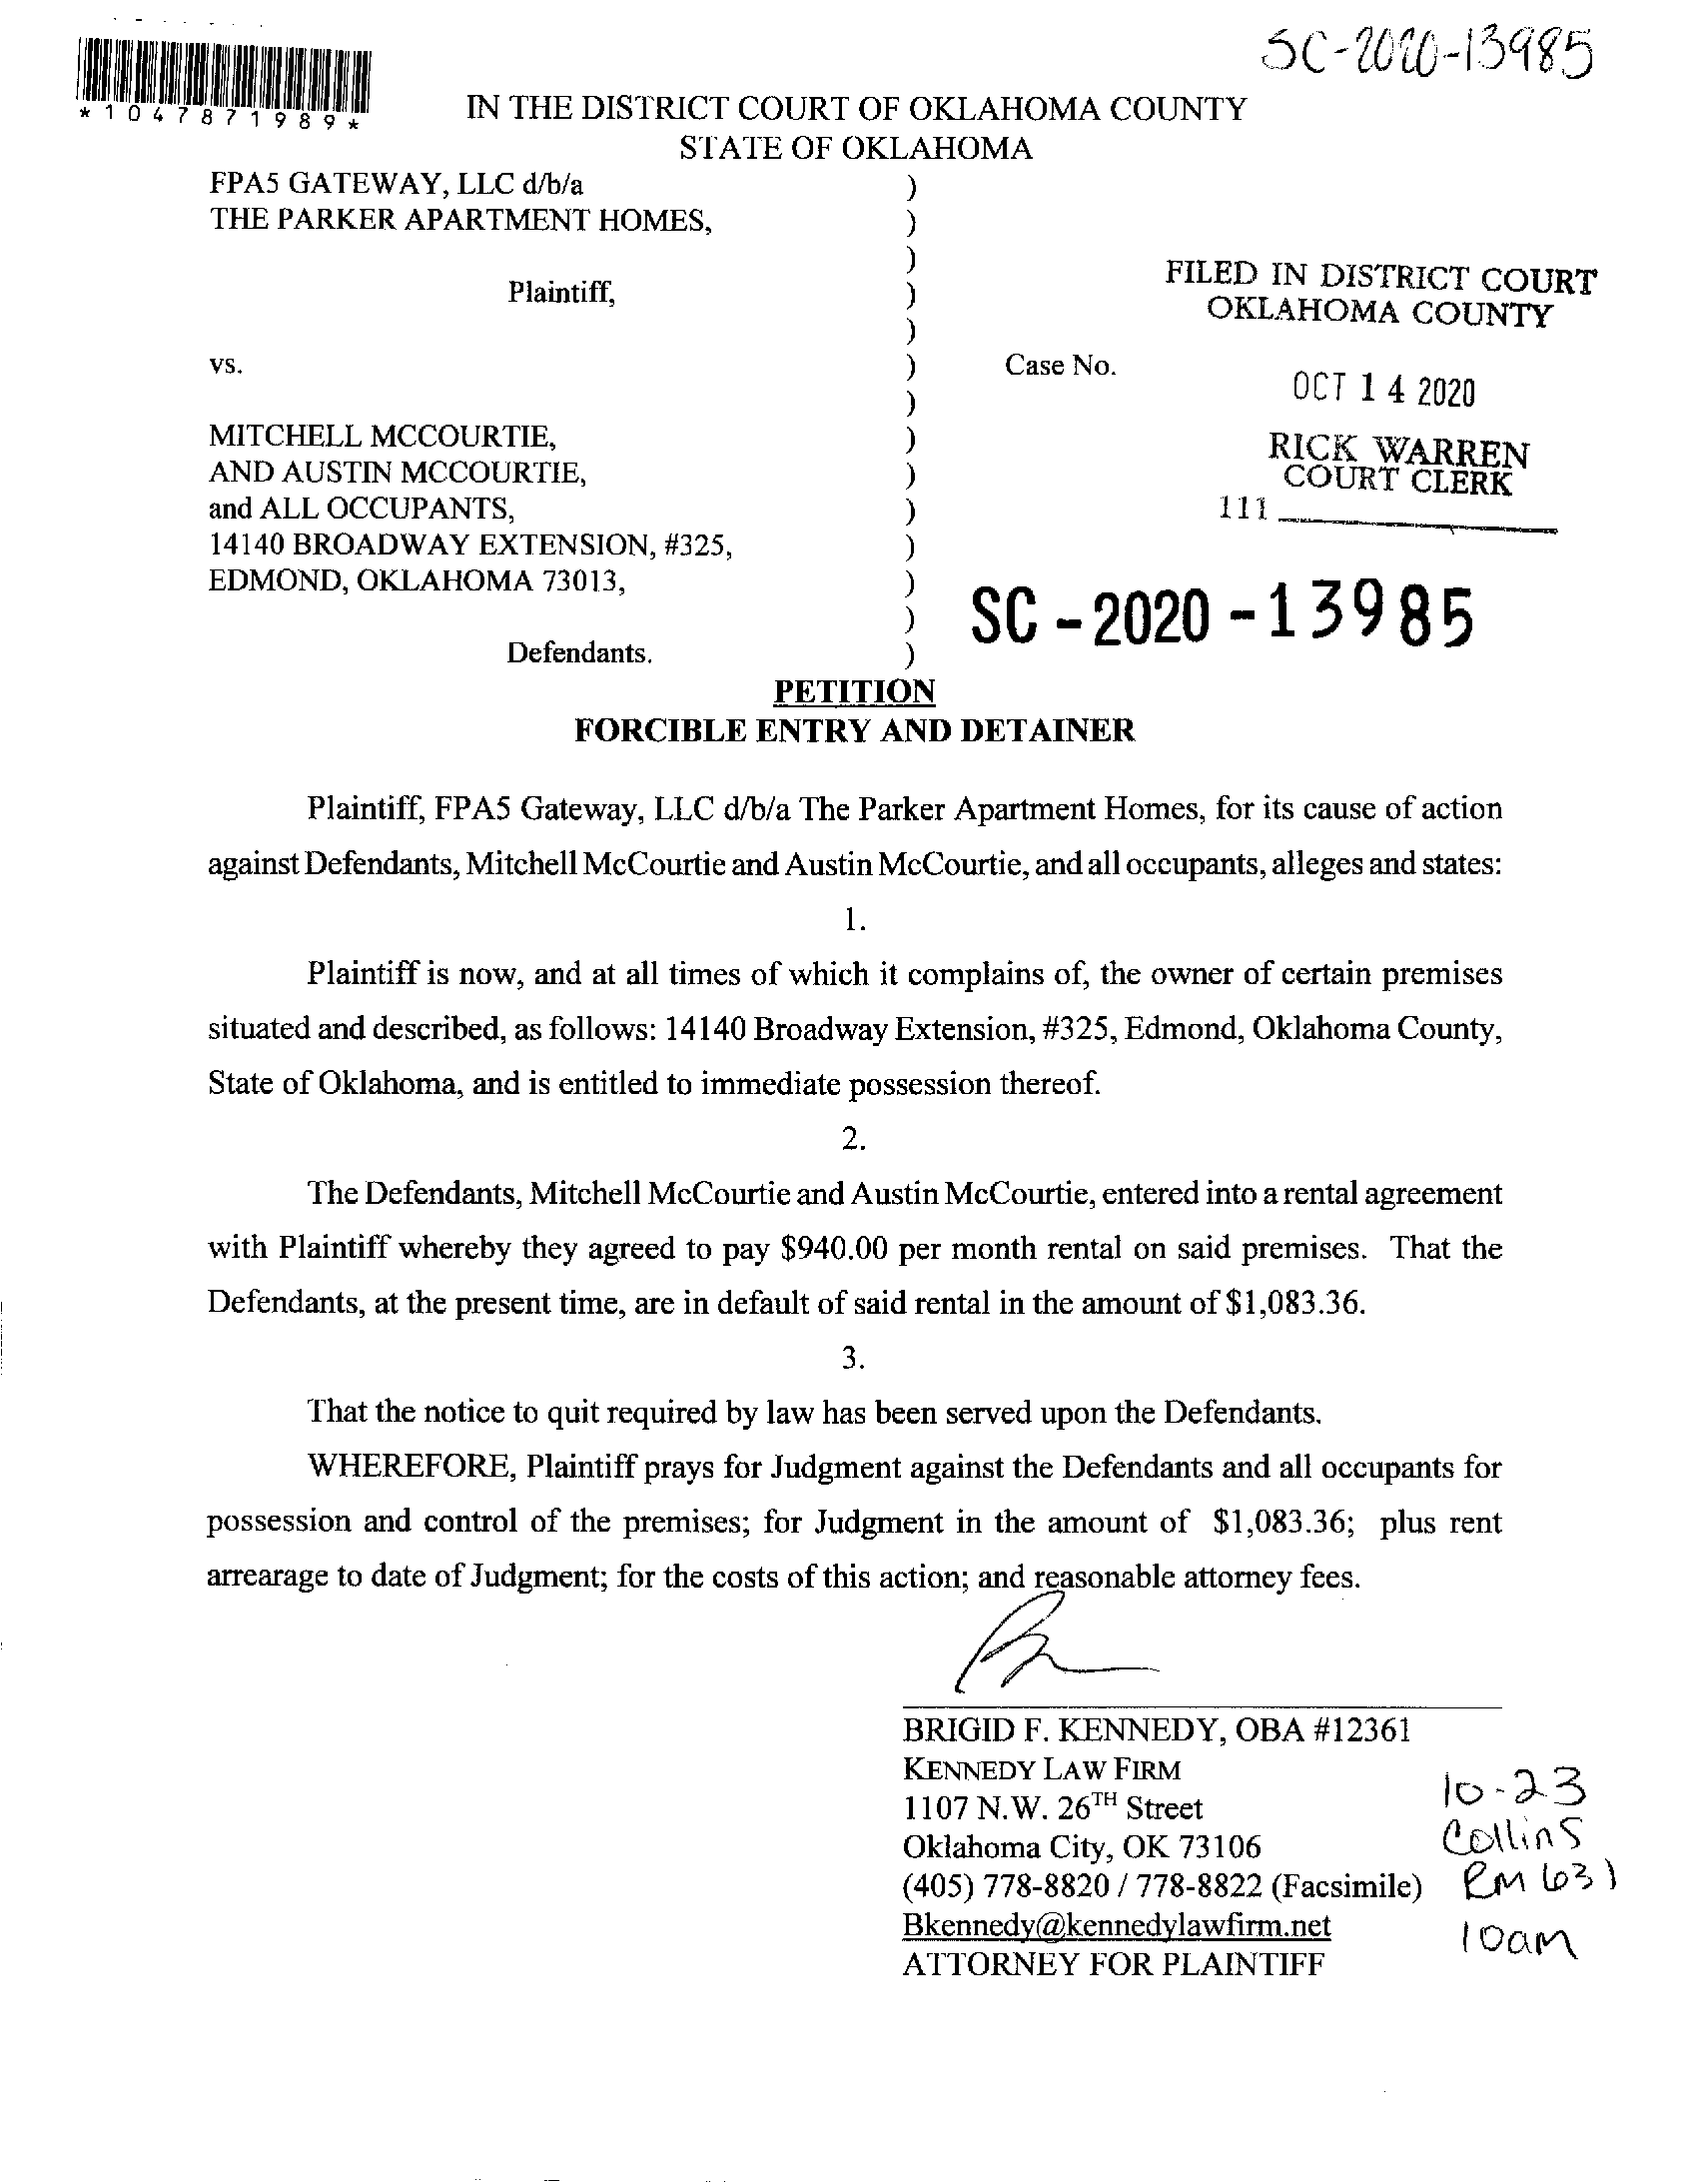 SC-2020-13985
*1047871989*
IN THE DISTRICT COURT OF OKLAHOMA COUNTY
STATE OF OKLAHOMA
FPA5 GATEWAY, LLC d/b/a )
THE PARKER APARTMENT HOMES, )
)
Plaintiff, )
)
vs. )
)
MITCHELL MCCOURTIE, )
AND AUSTIN MCCOURTIE, )
and ALL OCCUPANTS, )
14140 BROADWAY EXTENSION, #325, )
EDMOND, OKLAHOMA 73013, )
)
Defendants. )
FILED IN DISTRICT COURT
OKLAHOMA COUNTY
Case No.
OCT 14 2020
RICK WARREN
COURT CLERK
111
SC-2020-13985
PETITION
FORCIBLE ENTRY AND DETAINER
Plaintiff, FPA5 Gateway, LLC d/b/a The Parker Apartment Homes, for its cause of action
against Defendants, Mitchell McCourtie and Austin McCourtie, and all occupants, alleges and states:
1.
Plaintiff is now, and at all times of which it complains of, the owner of certain premises
situated and described, as follows: 14140 Broadway Extension, #325, Edmond, Oklahoma County,
State of Oklahoma, and is entitled to immediate possession thereof.
2.
The Defendants, Mitchell McCourtie and Austin McCourtie, entered into a rental agreement
with Plaintiff whereby they agreed to pay $940.00 per month rental on said premises. That the
Defendants, at the present time, are in default of said rental in the amount of $1,083.36.
3.
That the notice to quit required by law has been served upon the Defendants.
WHEREFORE, Plaintiff prays for Judgment against the Defendants and all occupants for
possession and control of the premises; for Judgment in the amount of $1,083.36; plus rent
arrearage to date of Judgment; for the costs of this action; and reasonable attorney fees.
BRIGID F. KENNEDY, OBA #12361
KENNEDY LAW FIRM
1107 N.W. 26TH Street
Oklahoma City, OK 73106
(405) 778-8820 / 778-8822 (Facsimile)
Bkennedy@kennedylawfirm.net
ATTORNEY FOR PLAINTIFF
10-23
Collins
RM 631
10am